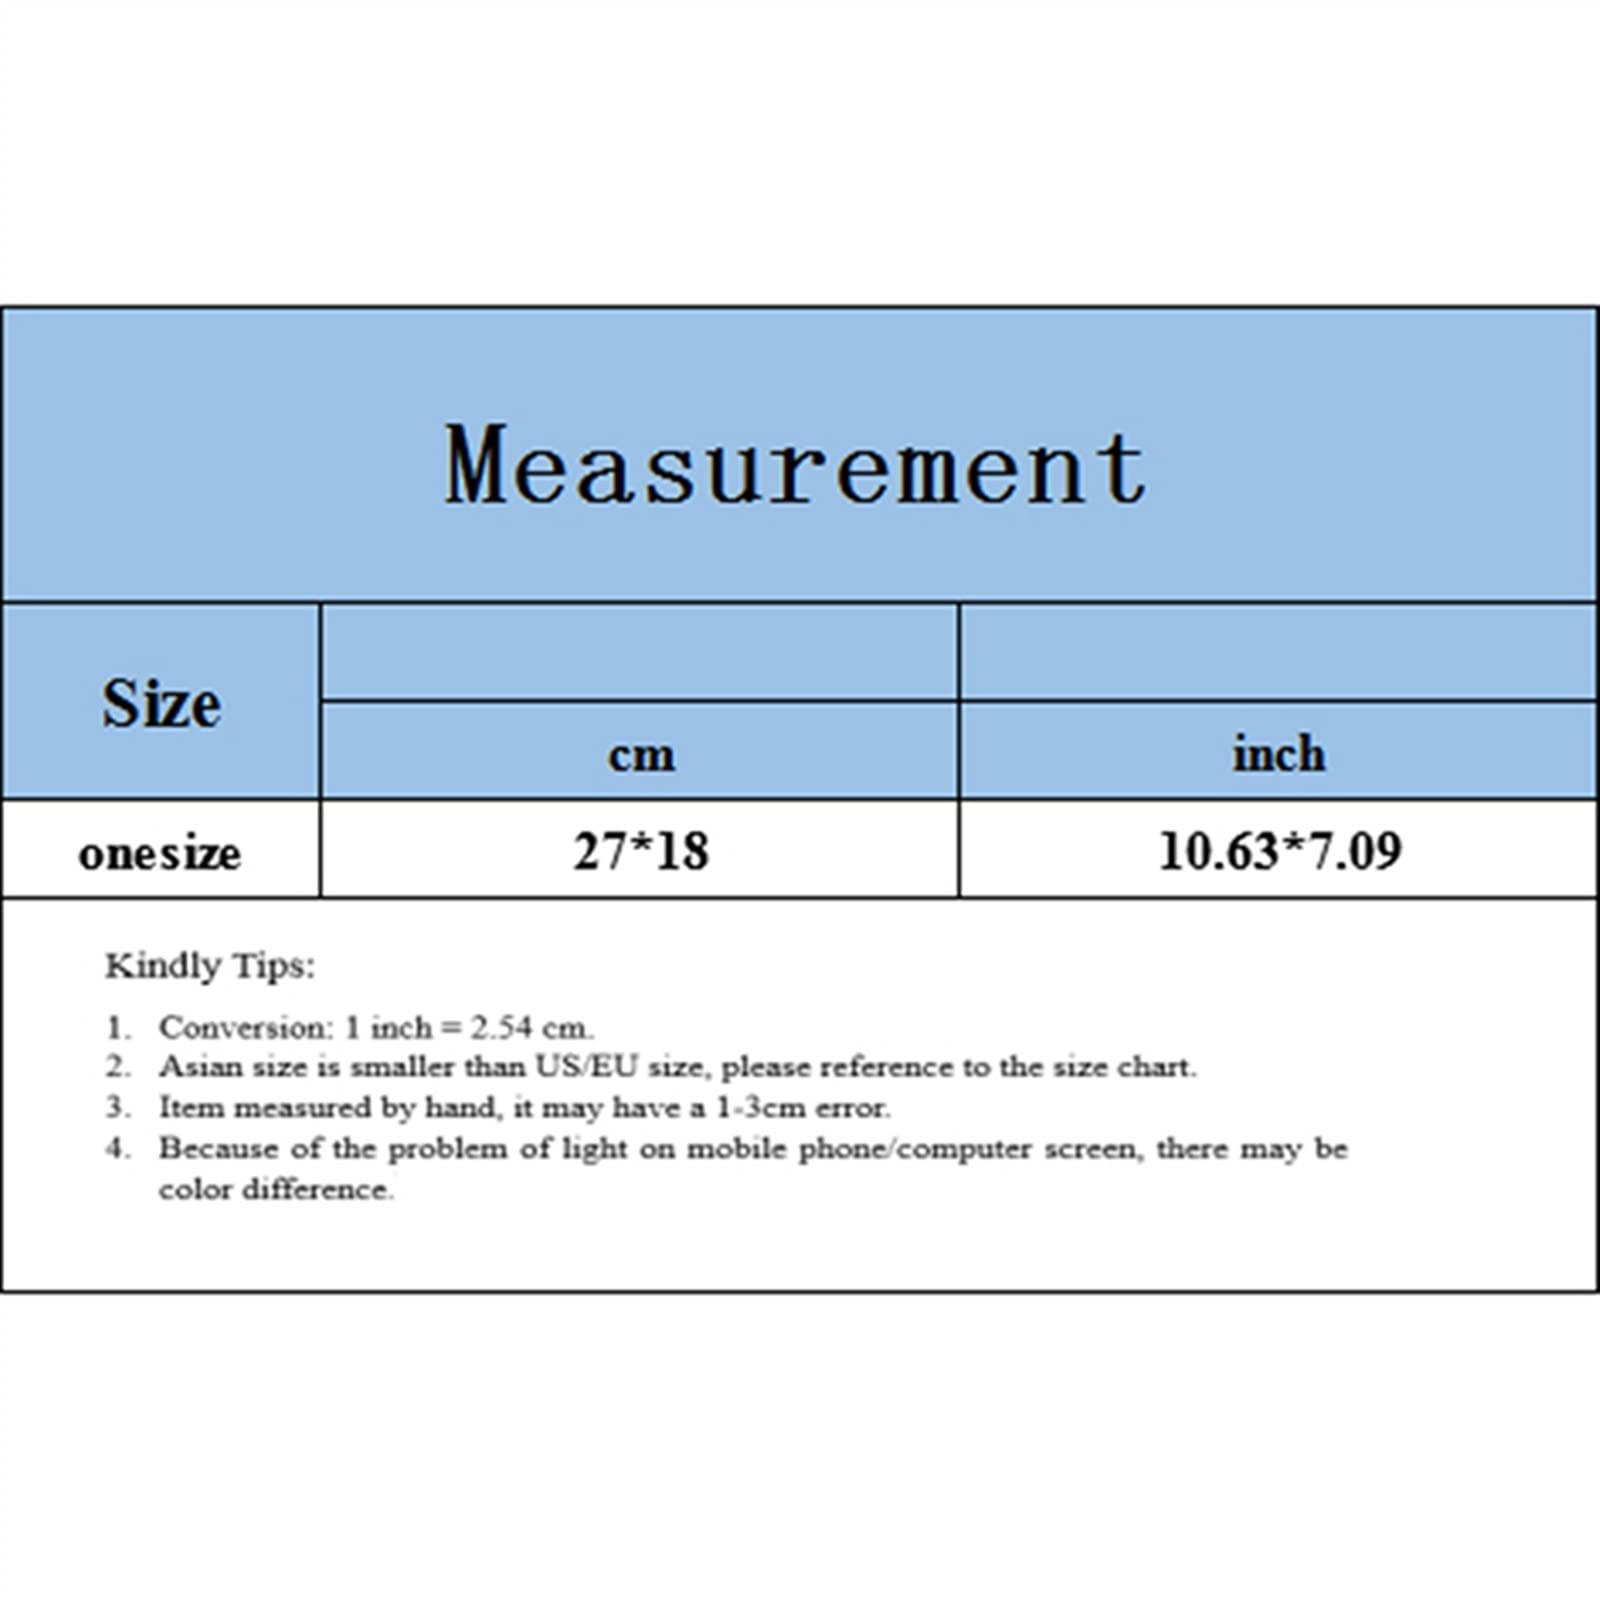 Measurement
Size
cm
inch
onesize
27*18
10.63*7.09
Kindly Tips:
1. Conversion: 1 inch = 2.54 cm.
2. Asian size is smaller than US/EU size, please reference to the size chart.
3. Item measured by hand, it may have a 1-3cm error.
4. Because of the problem of light on mobile phone/computer screen, there may be
color difference.